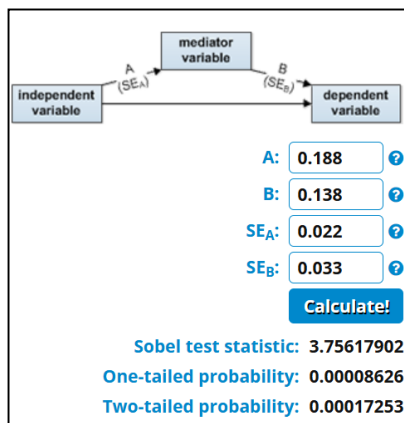 mediator
variable
A
(SEA)
B
(SEB)
independent
variable
dependent
variable
A: 0.188 ?
B: 0.138 ?
SEA: 0.022 ?
SEB: 0.033 ?
Calculate!
Sobel test statistic: 3.75617902
One-tailed probability: 0.00008626
Two-tailed probability: 0.00017253